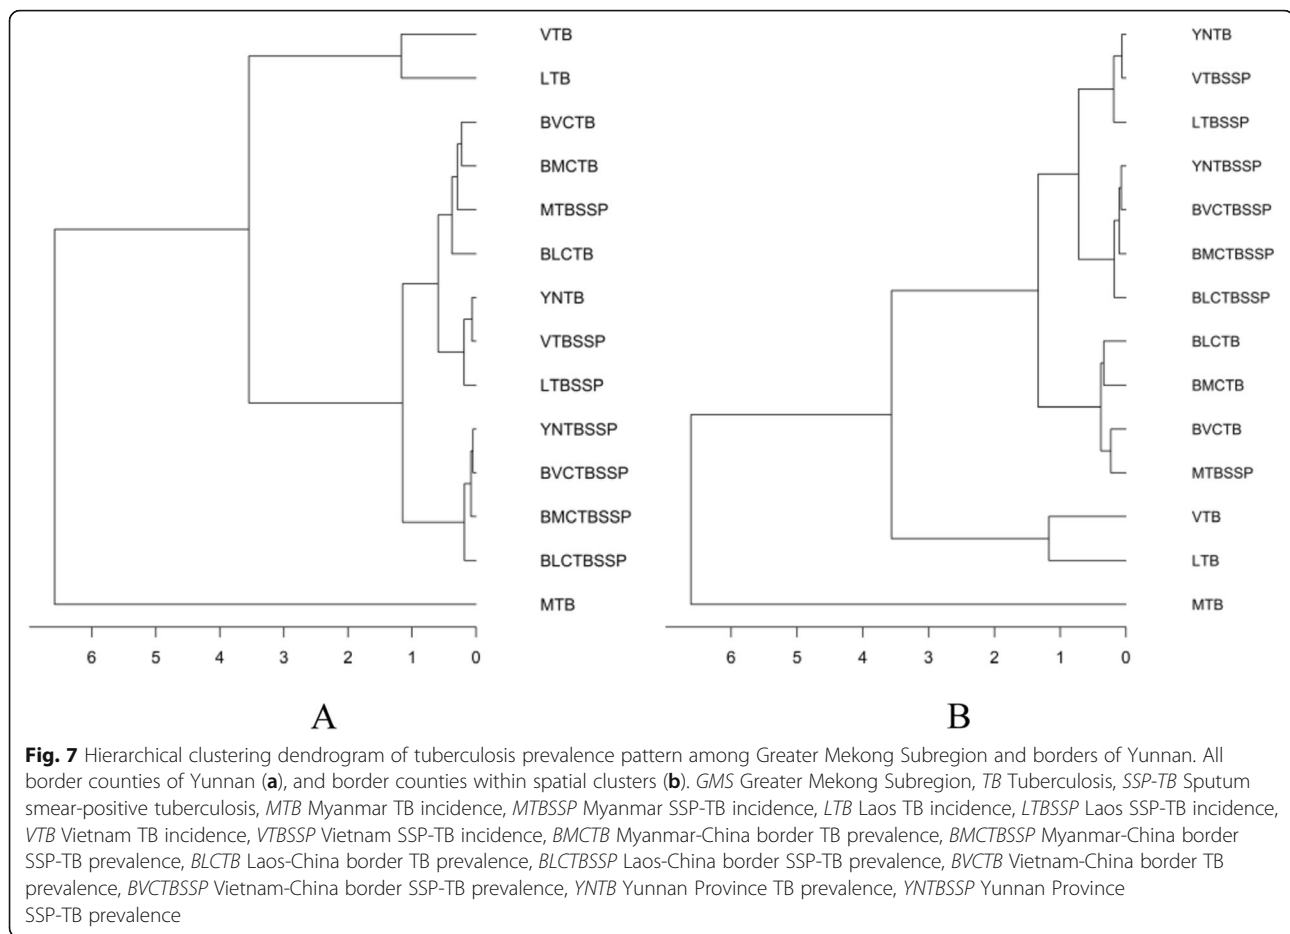 VTB
LTB
BVCTB
BMCTB
MTBSSP
BLCTB
YNTB
VTBSSP
LTBSSP
YNTBSSP
BVCTBSSP
BMCTBSSP
BLCTBSSP
MTB
6 5 4 3 2 1 0
A
YNTB
VTBSSP
LTBSSP
YNTBSSP
BVCTBSSP
BMCTBSSP
BLCTBSSP
BLCTB
BMCTB
BVCTB
MTBSSP
VTB
LTB
MTB
6 5 4 3 2 1 0
B
Fig. 7 Hierarchical clustering dendrogram of tuberculosis prevalence pattern among Greater Mekong Subregion and borders of Yunnan. All
border counties of Yunnan (a), and border counties within spatial clusters (b). GMS Greater Mekong Subregion, TB Tuberculosis, SSP-TB Sputum
smear-positive tuberculosis, MTB Myanmar TB incidence, MTBSSP Myanmar SSP-TB incidence, LTB Laos TB incidence, LTBSSP Laos SSP-TB incidence,
VTB Vietnam TB incidence, VTBSSP Vietnam SSP-TB incidence, BMCTB Myanmar-China border TB prevalence, BMCTBSSP Myanmar-China border
SSP-TB prevalence, BLCTB Laos-China border TB prevalence, BLCTBSSP Laos-China border SSP-TB prevalence, BVCTB Vietnam-China border TB
prevalence, BVCTBSSP Vietnam-China border SSP-TB prevalence, YNTB Yunnan Province TB prevalence, YNTBSSP Yunnan Province
SSP-TB prevalence